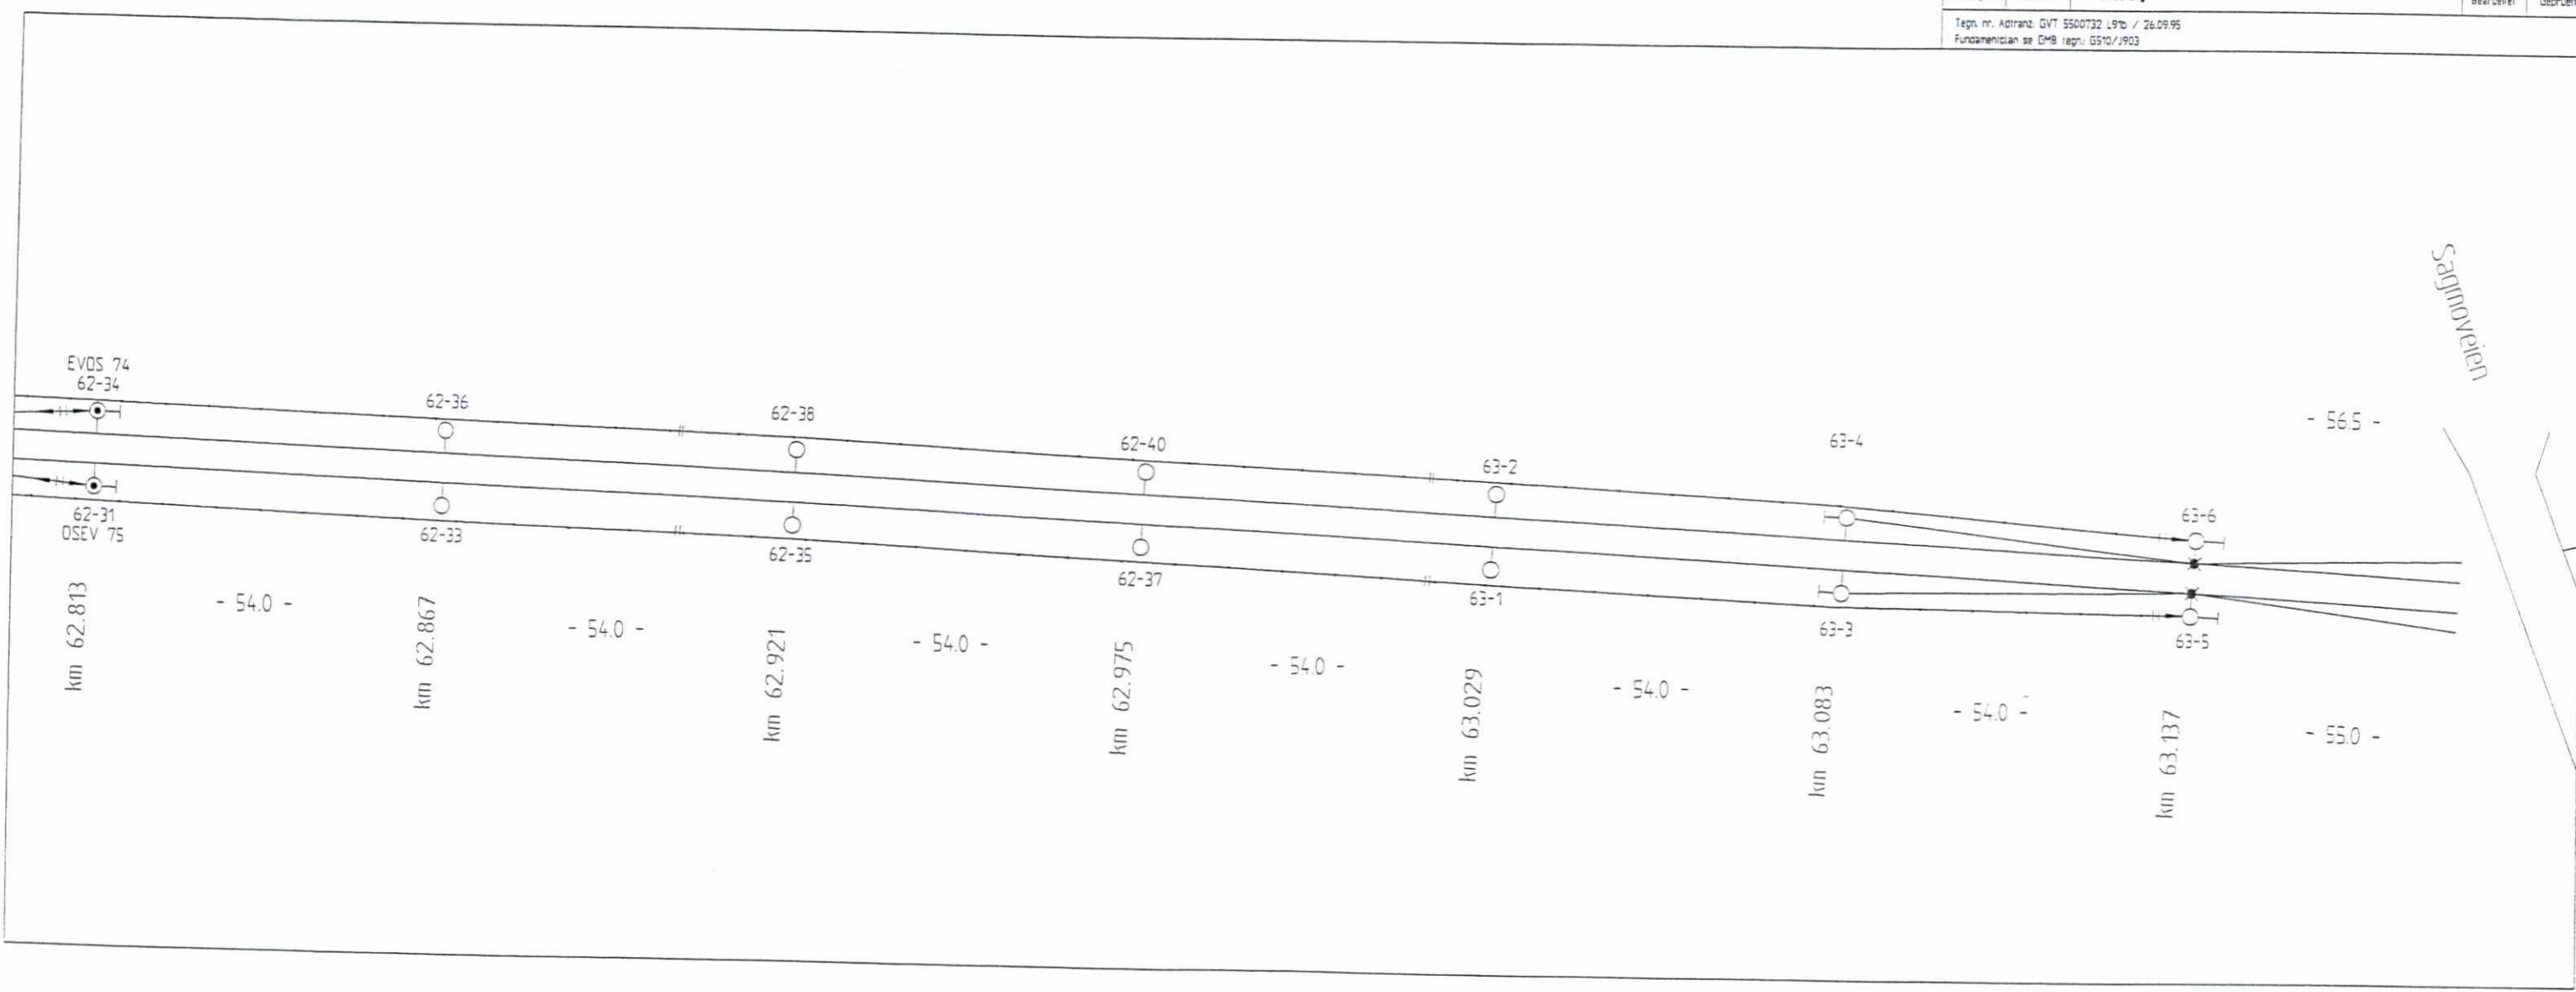 Tegn. nr. Adtranz: GVT 5500732 L91b / 26.09.95
Fundamentplan se GMB tegn.: GS10/J903
Sagmoveien
EVOS 74
62-34
62-36
62-38
62-40
63-2
63-4
- 56.5 -
63-6
62-31
OSEV 75
62-33
62-35
62-37
63-1
63-3
63-5
km 62.813
- 54.0 -
km 62.867
- 54.0 -
km 62.921
- 54.0 -
km 62.975
- 54.0 -
km 63.029
- 54.0 -
km 63.083
- 54.0 -
km 63.137
- 55.0 -